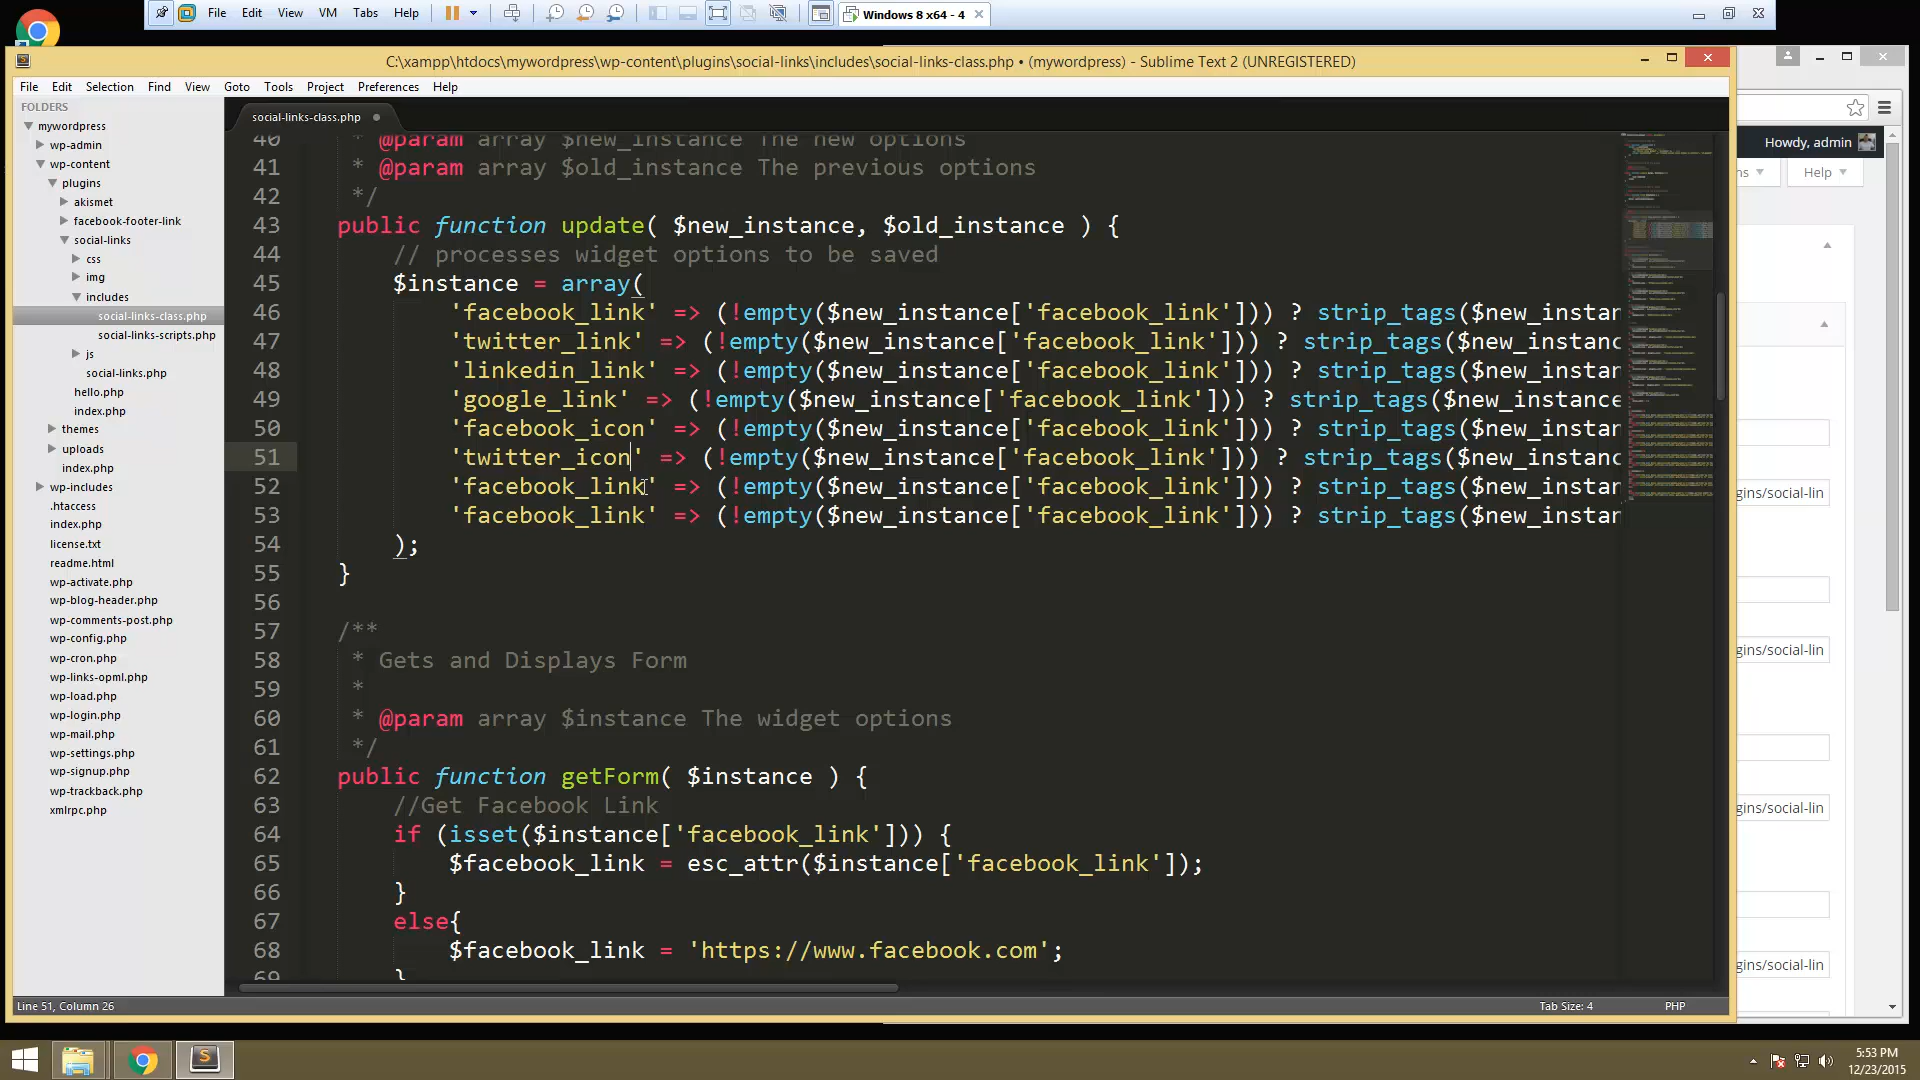 File Edit View VM Tabs Help
Windows 8 x64 - 4
C:\xampp\htdocs\mywordpress\wp-content\plugins\social-links\includes\social-links-class.php • (mywordpress) - Sublime Text 2 (UNREGISTERED)
File Edit Selection Find View Goto Tools Project Preferences Help
FOLDERS
mywordpress
wp-admin
wp-content
plugins
akismet
facebook-footer-link
social-links
css
img
includes
social-links-class.php
social-links-scripts.php
js
social-links.php
hello.php
index.php
themes
uploads
index.php
wp-includes
.htaccess
index.php
license.txt
readme.html
wp-activate.php
wp-blog-header.php
wp-comments-post.php
wp-config.php
wp-cron.php
wp-links-opml.php
wp-load.php
wp-login.php
wp-mail.php
wp-settings.php
wp-signup.php
wp-trackback.php
xmlrpc.php
social-links-class.php
40 * @param array $new_instance The new options
41 * @param array $old_instance The previous options
42 */
43 public function update( $new_instance, $old_instance ) {
44 // processes widget options to be saved
45 $instance = array(
46 'facebook_link' => (!empty($new_instance['facebook_link'])) ? strip_tags($new_instan
47 'twitter_link' => (!empty($new_instance['facebook_link'])) ? strip_tags($new_instanc
48 'linkedin_link' => (!empty($new_instance['facebook_link'])) ? strip_tags($new_instan
49 'google_link' => (!empty($new_instance['facebook_link'])) ? strip_tags($new_instance
50 'facebook_icon' => (!empty($new_instance['facebook_link'])) ? strip_tags($new_instan
51 'twitter_icon' => (!empty($new_instance['facebook_link'])) ? strip_tags($new_instanc
52 'facebook_link' => (!empty($new_instance['facebook_link'])) ? strip_tags($new_instan
53 'facebook_link' => (!empty($new_instance['facebook_link'])) ? strip_tags($new_instan
54 );
55 }
56
57 /**
58 * Gets and Displays Form
59 *
60 * @param array $instance The widget options
61 */
62 public function getForm( $instance ) {
63 //Get Facebook Link
64 if (isset($instance['facebook_link'])) {
65 $facebook_link = esc_attr($instance['facebook_link']);
66 }
67 else{
68 $facebook_link = 'https://www.facebook.com';
69 }
Line 51, Column 26
Tab Size: 4 PHP
Howdy, admin
ns Help
gins/social-lin
gins/social-lin
gins/social-lin
gins/social-lin
5:53 PM
12/23/2015